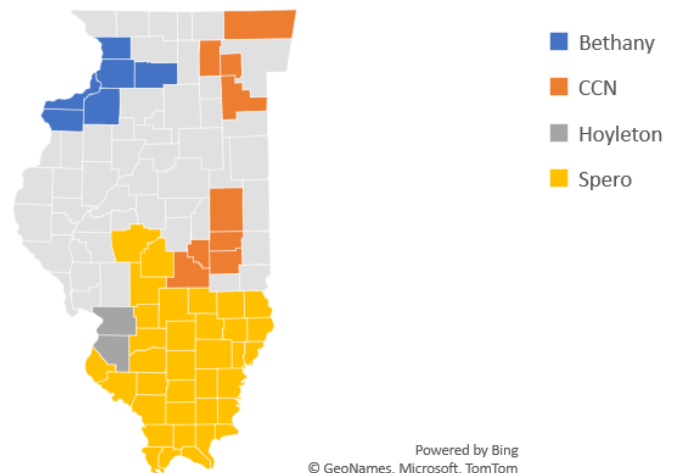 Bethany
CCN
Hoyleton
Spero
Powered by Bing
© GeoNames, Microsoft, TomTom